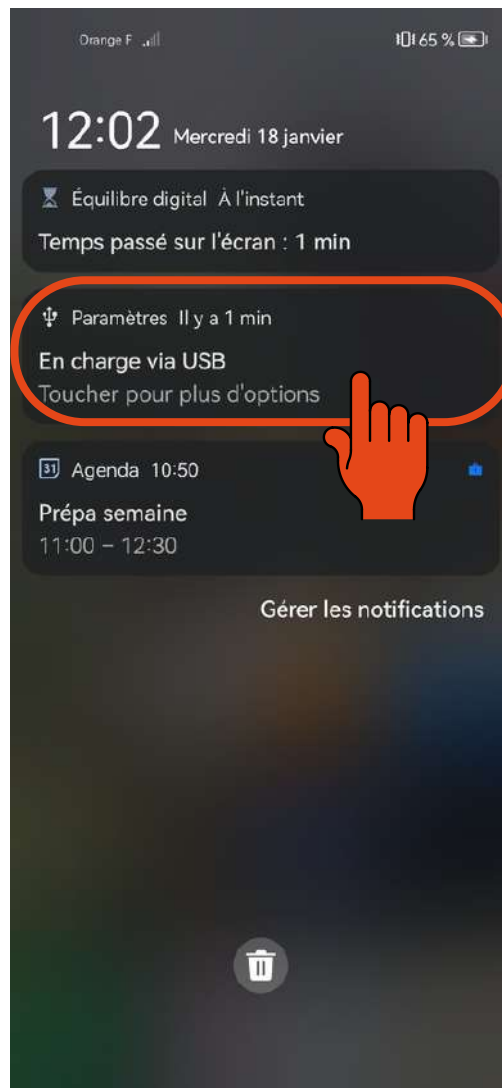 Orange F 65 %
12:02 Mercredi 18 janvier
Équilibre digital À l'instant
Temps passé sur l'écran : 1 min
Paramètres Il y a 1 min
En charge via USB
Toucher pour plus d'options
31 Agenda 10:50
Prépa semaine
11:00 – 12:30
Gérer les notifications